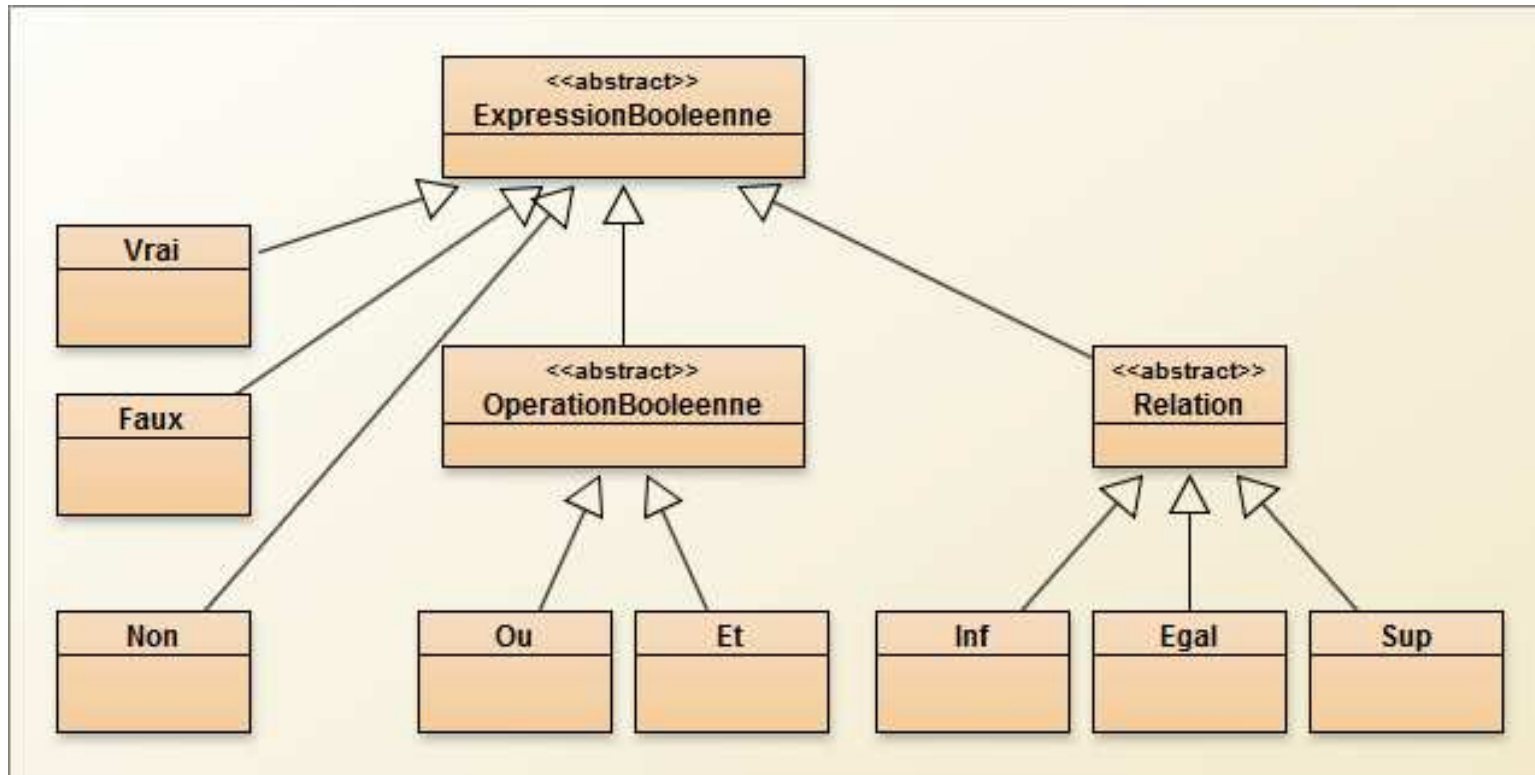 <<abstract>>
ExpressionBooleenne
Vrai
Faux
<<abstract>>
OperationBooleenne
<<abstract>>
Relation
Non
Ou
Et
Inf
Egal
Sup